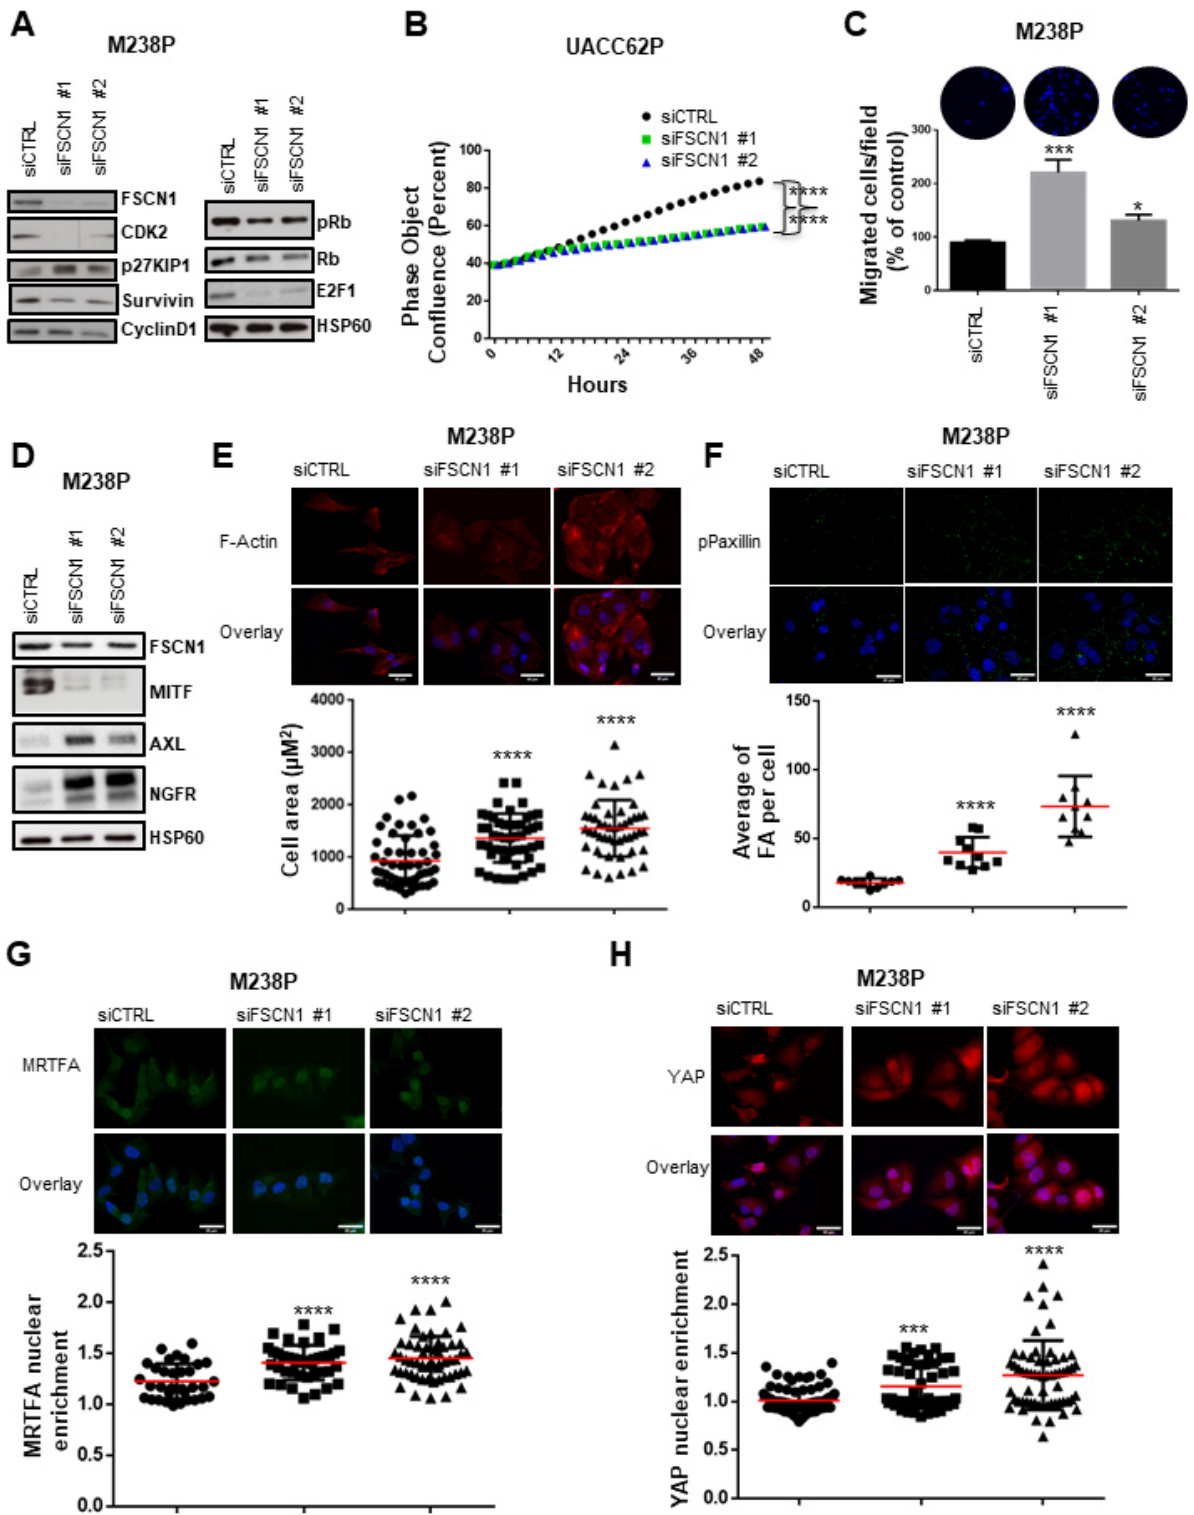 A
M238P
siCTRL
siFSCN1 #1
siFSCN1 #2
FSCN1
CDK2
p27KIP1
Survivin
CyclinD1
siCTRL
siFSCN1 #1
siFSCN1 #2
pRb
Rb
E2F1
HSP60
B
UACC62P
siCTRL
siFSCN1 #1
siFSCN1 #2
100
80
60
40
20
0
Phase Object
Confluence (Percent)
****
****
0 12 24 36 48
Hours
C
M238P
300
200
100
0
Migrated cells/field
(% of control)
***
*
siCTRL
siFSCN1 #1
siFSCN1 #2
D
M238P
siCTRL
siFSCN1 #1
siFSCN1 #2
FSCN1
MITF
AXL
NGFR
HSP60
E
M238P
siCTRL siFSCN1 #1 siFSCN1 #2
F-Actin
Overlay
4000
3000
2000
1000
0
Cell area (µM²)
****
****
F
M238P
siCTRL siFSCN1 #1 siFSCN1 #2
pPaxillin
Overlay
150
100
50
0
Average of
FA per cell
****
****
G
M238P
siCTRL siFSCN1 #1 siFSCN1 #2
MRTFA
Overlay
2.5
2.0
1.5
1.0
0.5
0.0
MRTFA nuclear
enrichment
****
****
H
M238P
siCTRL siFSCN1 #1 siFSCN1 #2
YAP
Overlay
2.5
2.0
1.5
1.0
0.5
0.0
YAP nuclear enrichment
***
****